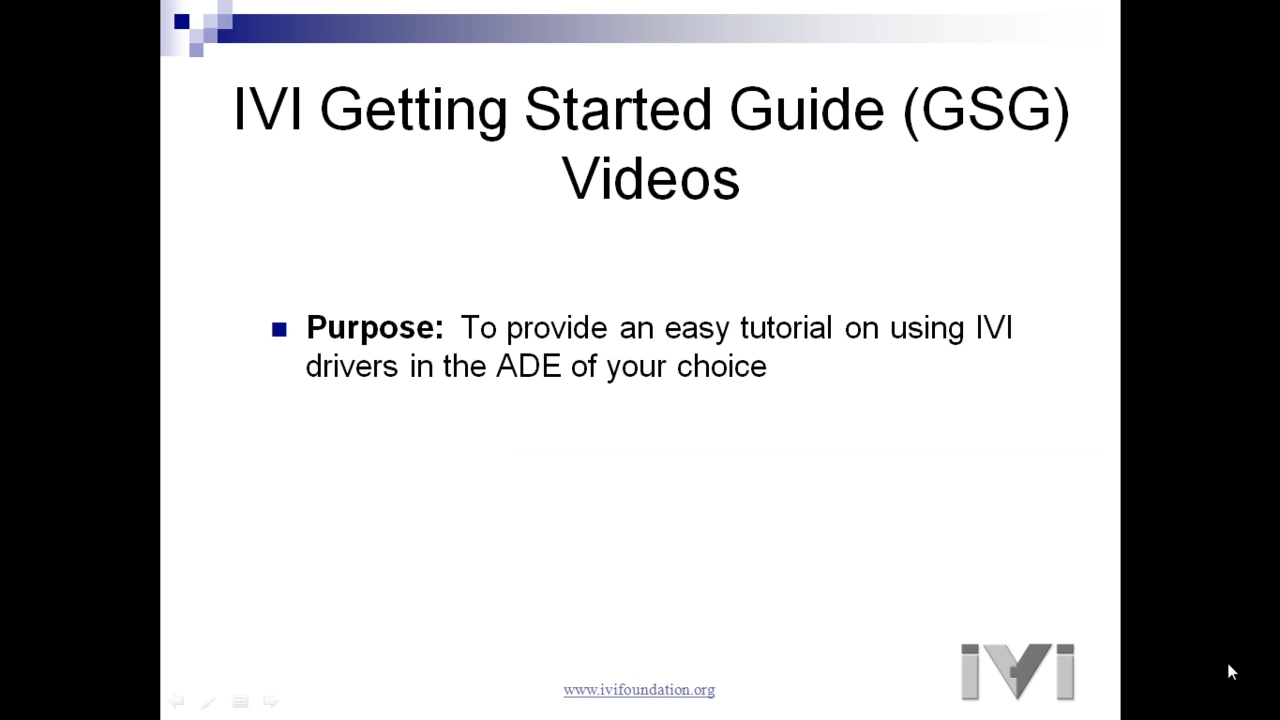 IVI Getting Started Guide (GSG)
Videos
Purpose: To provide an easy tutorial on using IVI
drivers in the ADE of your choice
www.ivifoundation.org
iVi